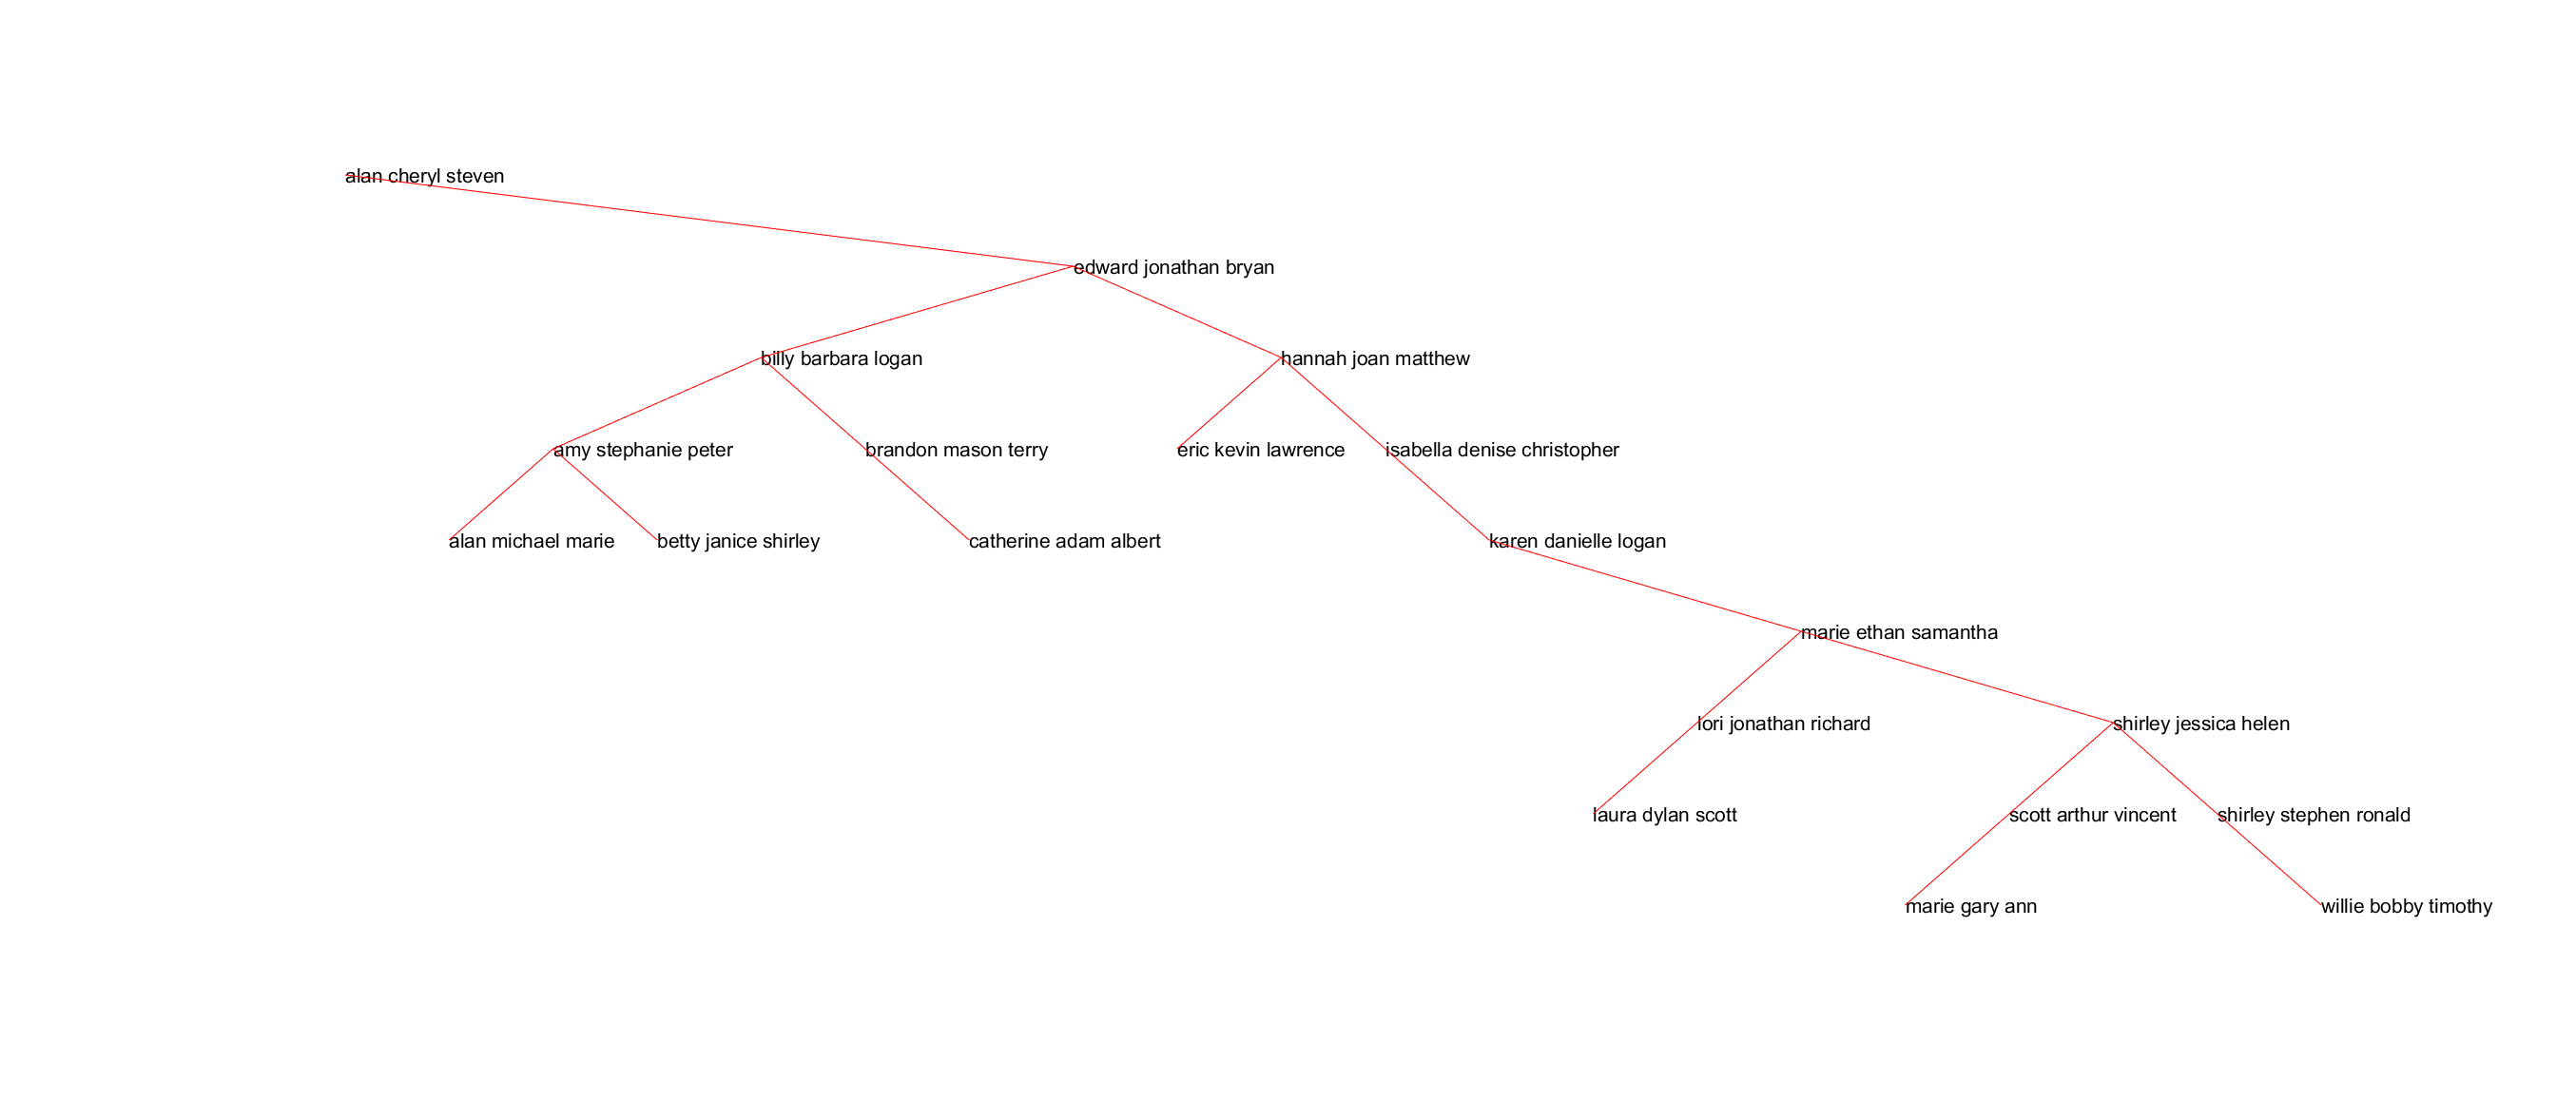 alan cheryl steven
edward jonathan bryan
billy barbara logan
hannah joan matthew
amy stephanie peter
brandon mason terry
eric kevin lawrence
isabella denise christopher
alan michael marie
betty janice shirley
catherine adam albert
karen danielle logan
marie ethan samantha
lori jonathan richard
shirley jessica helen
laura dylan scott
scott arthur vincent
shirley stephen ronald
marie gary ann
willie bobby timothy